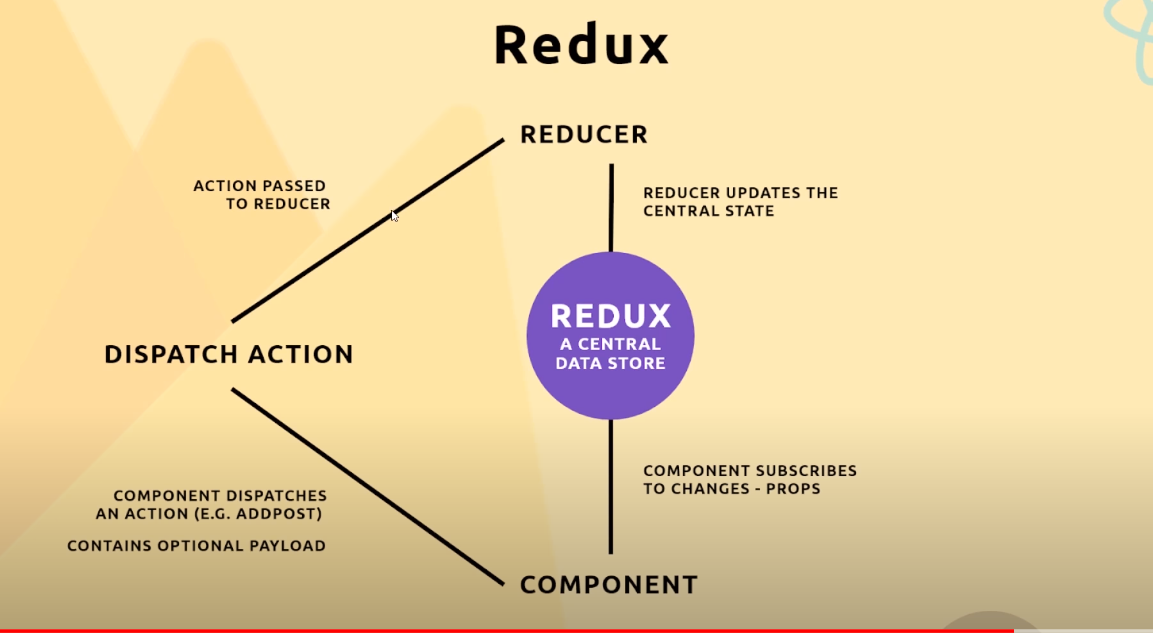 Redux
REDUCER
ACTION PASSED
TO REDUCER
REDUCER UPDATES THE
CENTRAL STATE
REDUX
A CENTRAL
DATA STORE
DISPATCH ACTION
COMPONENT SUBSCRIBES
TO CHANGES - PROPS
COMPONENT DISPATCHES
AN ACTION (E.G. ADDPOST)
CONTAINS OPTIONAL PAYLOAD
COMPONENT